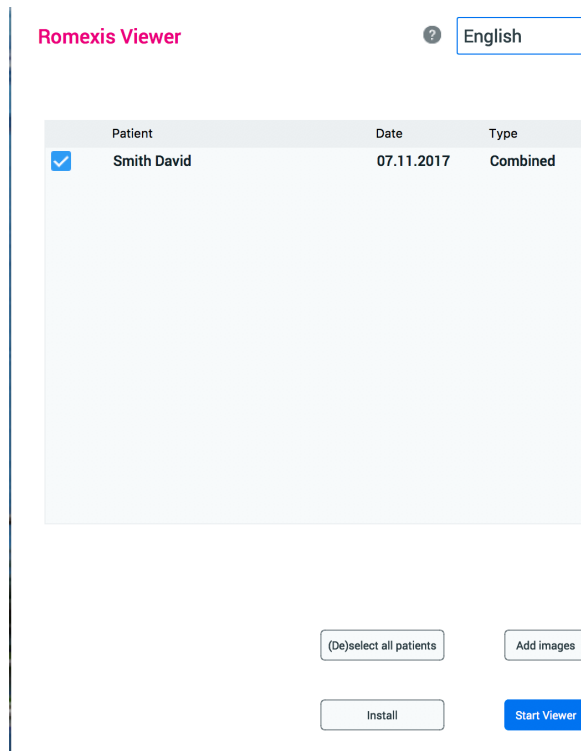 Romexis Viewer ? English
Patient Date Type
Smith David 07.11.2017 Combined
(De)select all patients Add images
Install Start Viewer